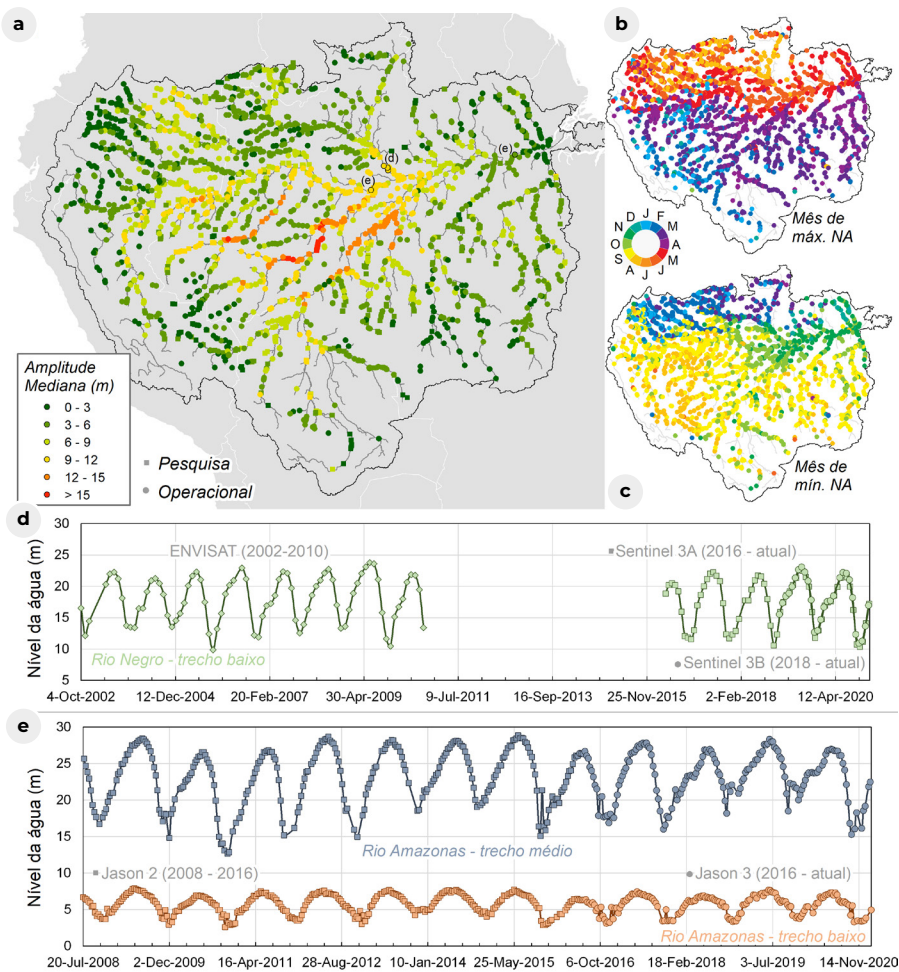 a
b
(d)
(e)
(e)
Amplitude
Mediana (m)
0 - 3
3 - 6
6 - 9
9 - 12
12 - 15
> 15
Pesquisa
Operacional
J F M A M J J A S O N D
Mês de
máx. NA
Mês de
mín. NA
c
d
30
25
20
15
10
5
Nível da água (m)
ENVISAT (2002-2010)
Sentinel 3A (2016 - atual)
Rio Negro - trecho baixo
Sentinel 3B (2018 - atual)
4-Oct-2002 12-Dec-2004 20-Feb-2007 30-Apr-2009 9-Jul-2011 16-Sep-2013 25-Nov-2015 2-Feb-2018 12-Apr-2020
e
30
25
20
15
10
5
0
Nível da água (m)
Rio Amazonas - trecho médio
Jason 2 (2008 - 2016)
Jason 3 (2016 - atual)
Rio Amazonas - trecho baixo
20-Jul-2008 2-Dec-2009 16-Apr-2011 28-Aug-2012 10-Jan-2014 25-May-2015 6-Oct-2016 18-Feb-2018 3-Jul-2019 14-Nov-2020